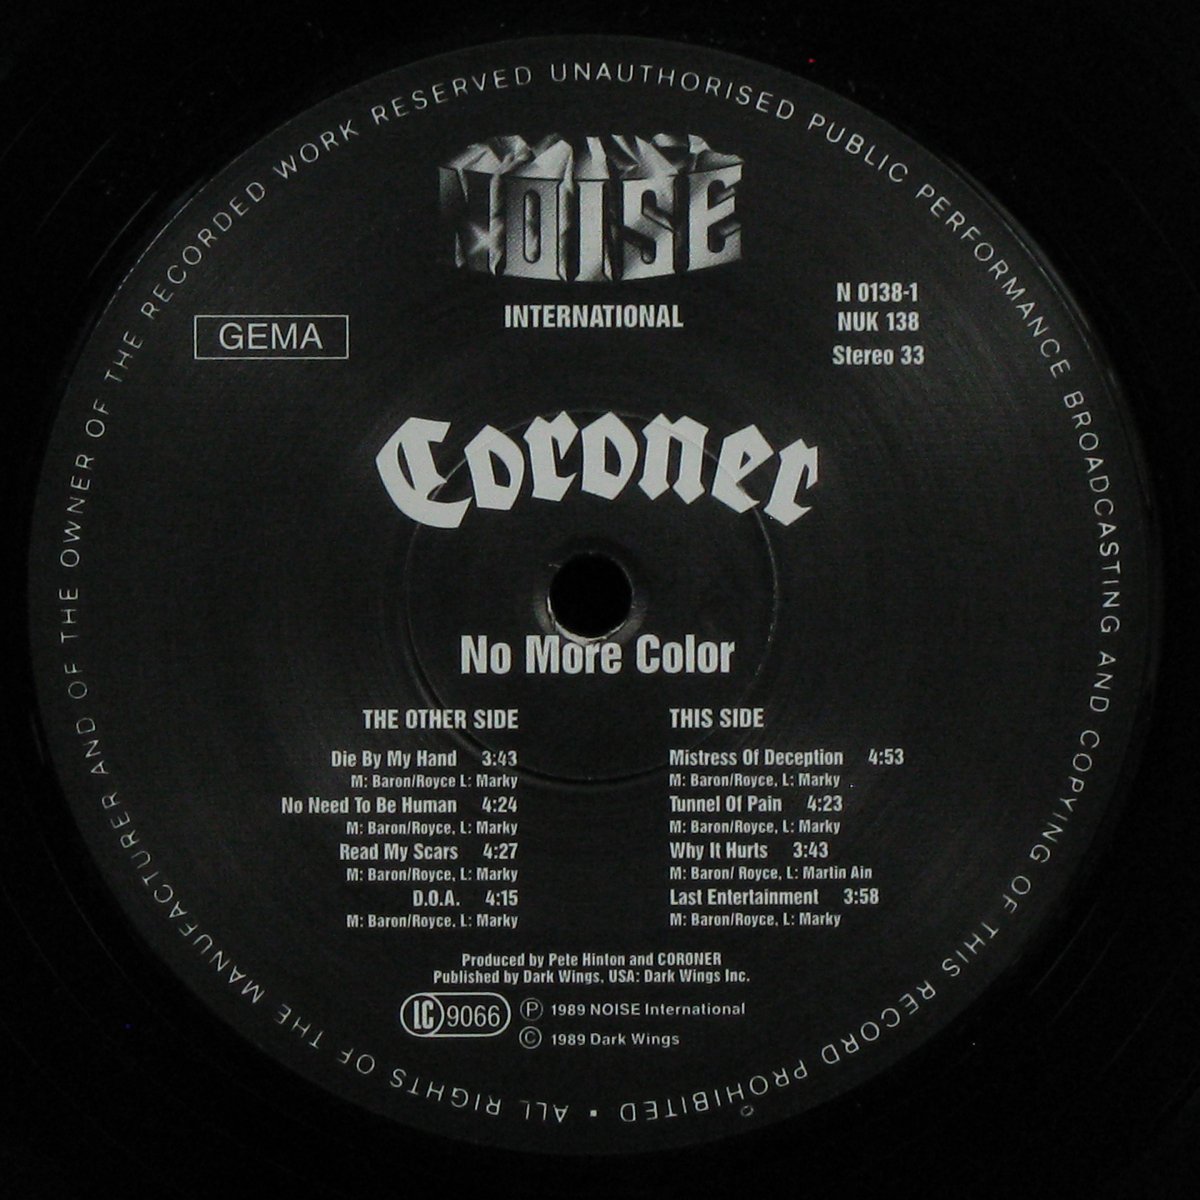 ALL RIGHTS OF THE MANUFACTURER AND OF THE OWNER OF THE RECORDED WORK RESERVED UNAUTHORISED PUBLIC PERFORMANCE BROADCASTING AND COPYING OF THIS RECORD PROHIBITED •
NOISE
INTERNATIONAL
GEMA
N 0138-1
NUK 138
Stereo 33
Coroner
No More Color
THE OTHER SIDE
Die By My Hand 3:43
M: Baron/Royce L: Marky
No Need To Be Human 4:24
M: Baron/Royce, L: Marky
Read My Scars 4:27
M: Baron/Royce, L: Marky
D.O.A. 4:15
M: Baron/Royce, L: Marky
THIS SIDE
Mistress Of Deception 4:53
M: Baron/Royce, L: Marky
Tunnel Of Pain 4:23
M: Baron/Royce, L: Marky
Why It Hurts 3:43
M: Baron/ Royce, L: Martin Ain
Last Entertainment 3:58
M: Baron/Royce, L: Marky
Produced by Pete Hinton and CORONER
Published by Dark Wings, USA: Dark Wings Inc.
LC 9066
Ⓟ 1989 NOISE International
© 1989 Dark Wings